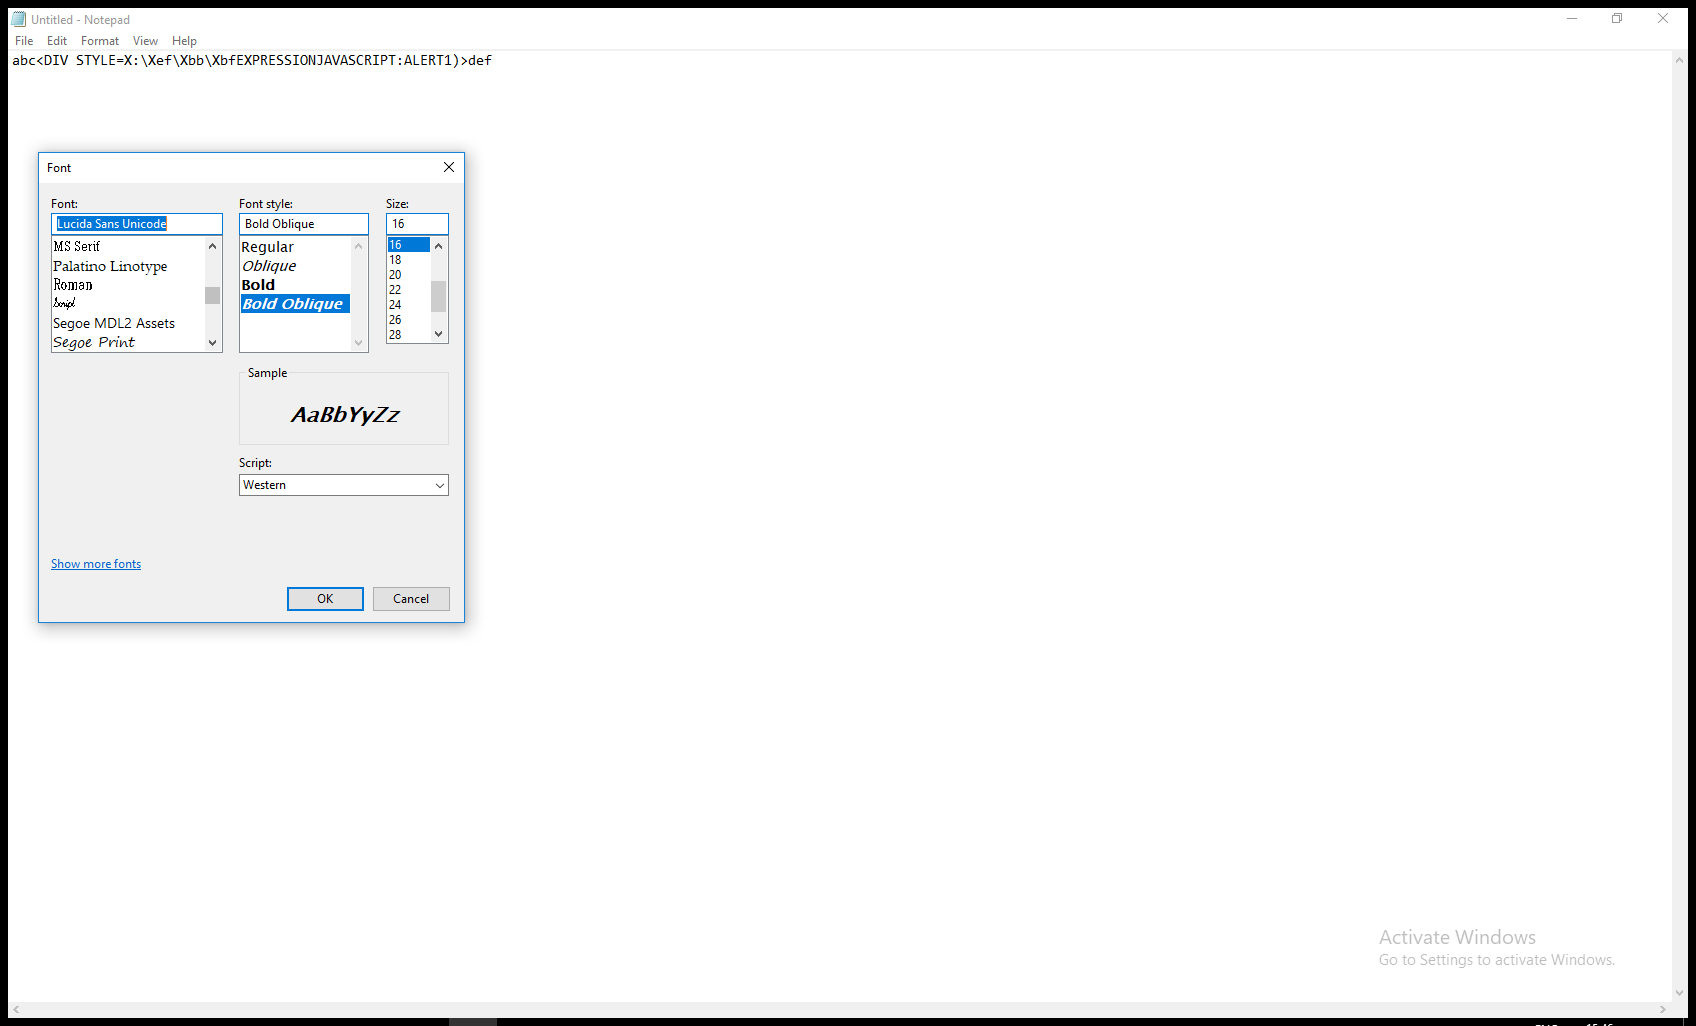 Untitled - Notepad
File Edit Format View Help
abc<DIV STYLE=X:\Xef\Xbb\XbfEXPRESSIONJAVASCRIPT:ALERT1)>def
Font
Font: Font style: Size:
Lucida Sans Unicode Bold Oblique 16
MS Serif Regular 16
Palatino Linotype Oblique 18
Roman Bold 20
Script Bold Oblique 22
Segoe MDL2 Assets 24
Segoe Print 26
28
Sample
AaBbYyZz
Script:
Western
Show more fonts
OK Cancel
Activate Windows
Go to Settings to activate Windows.